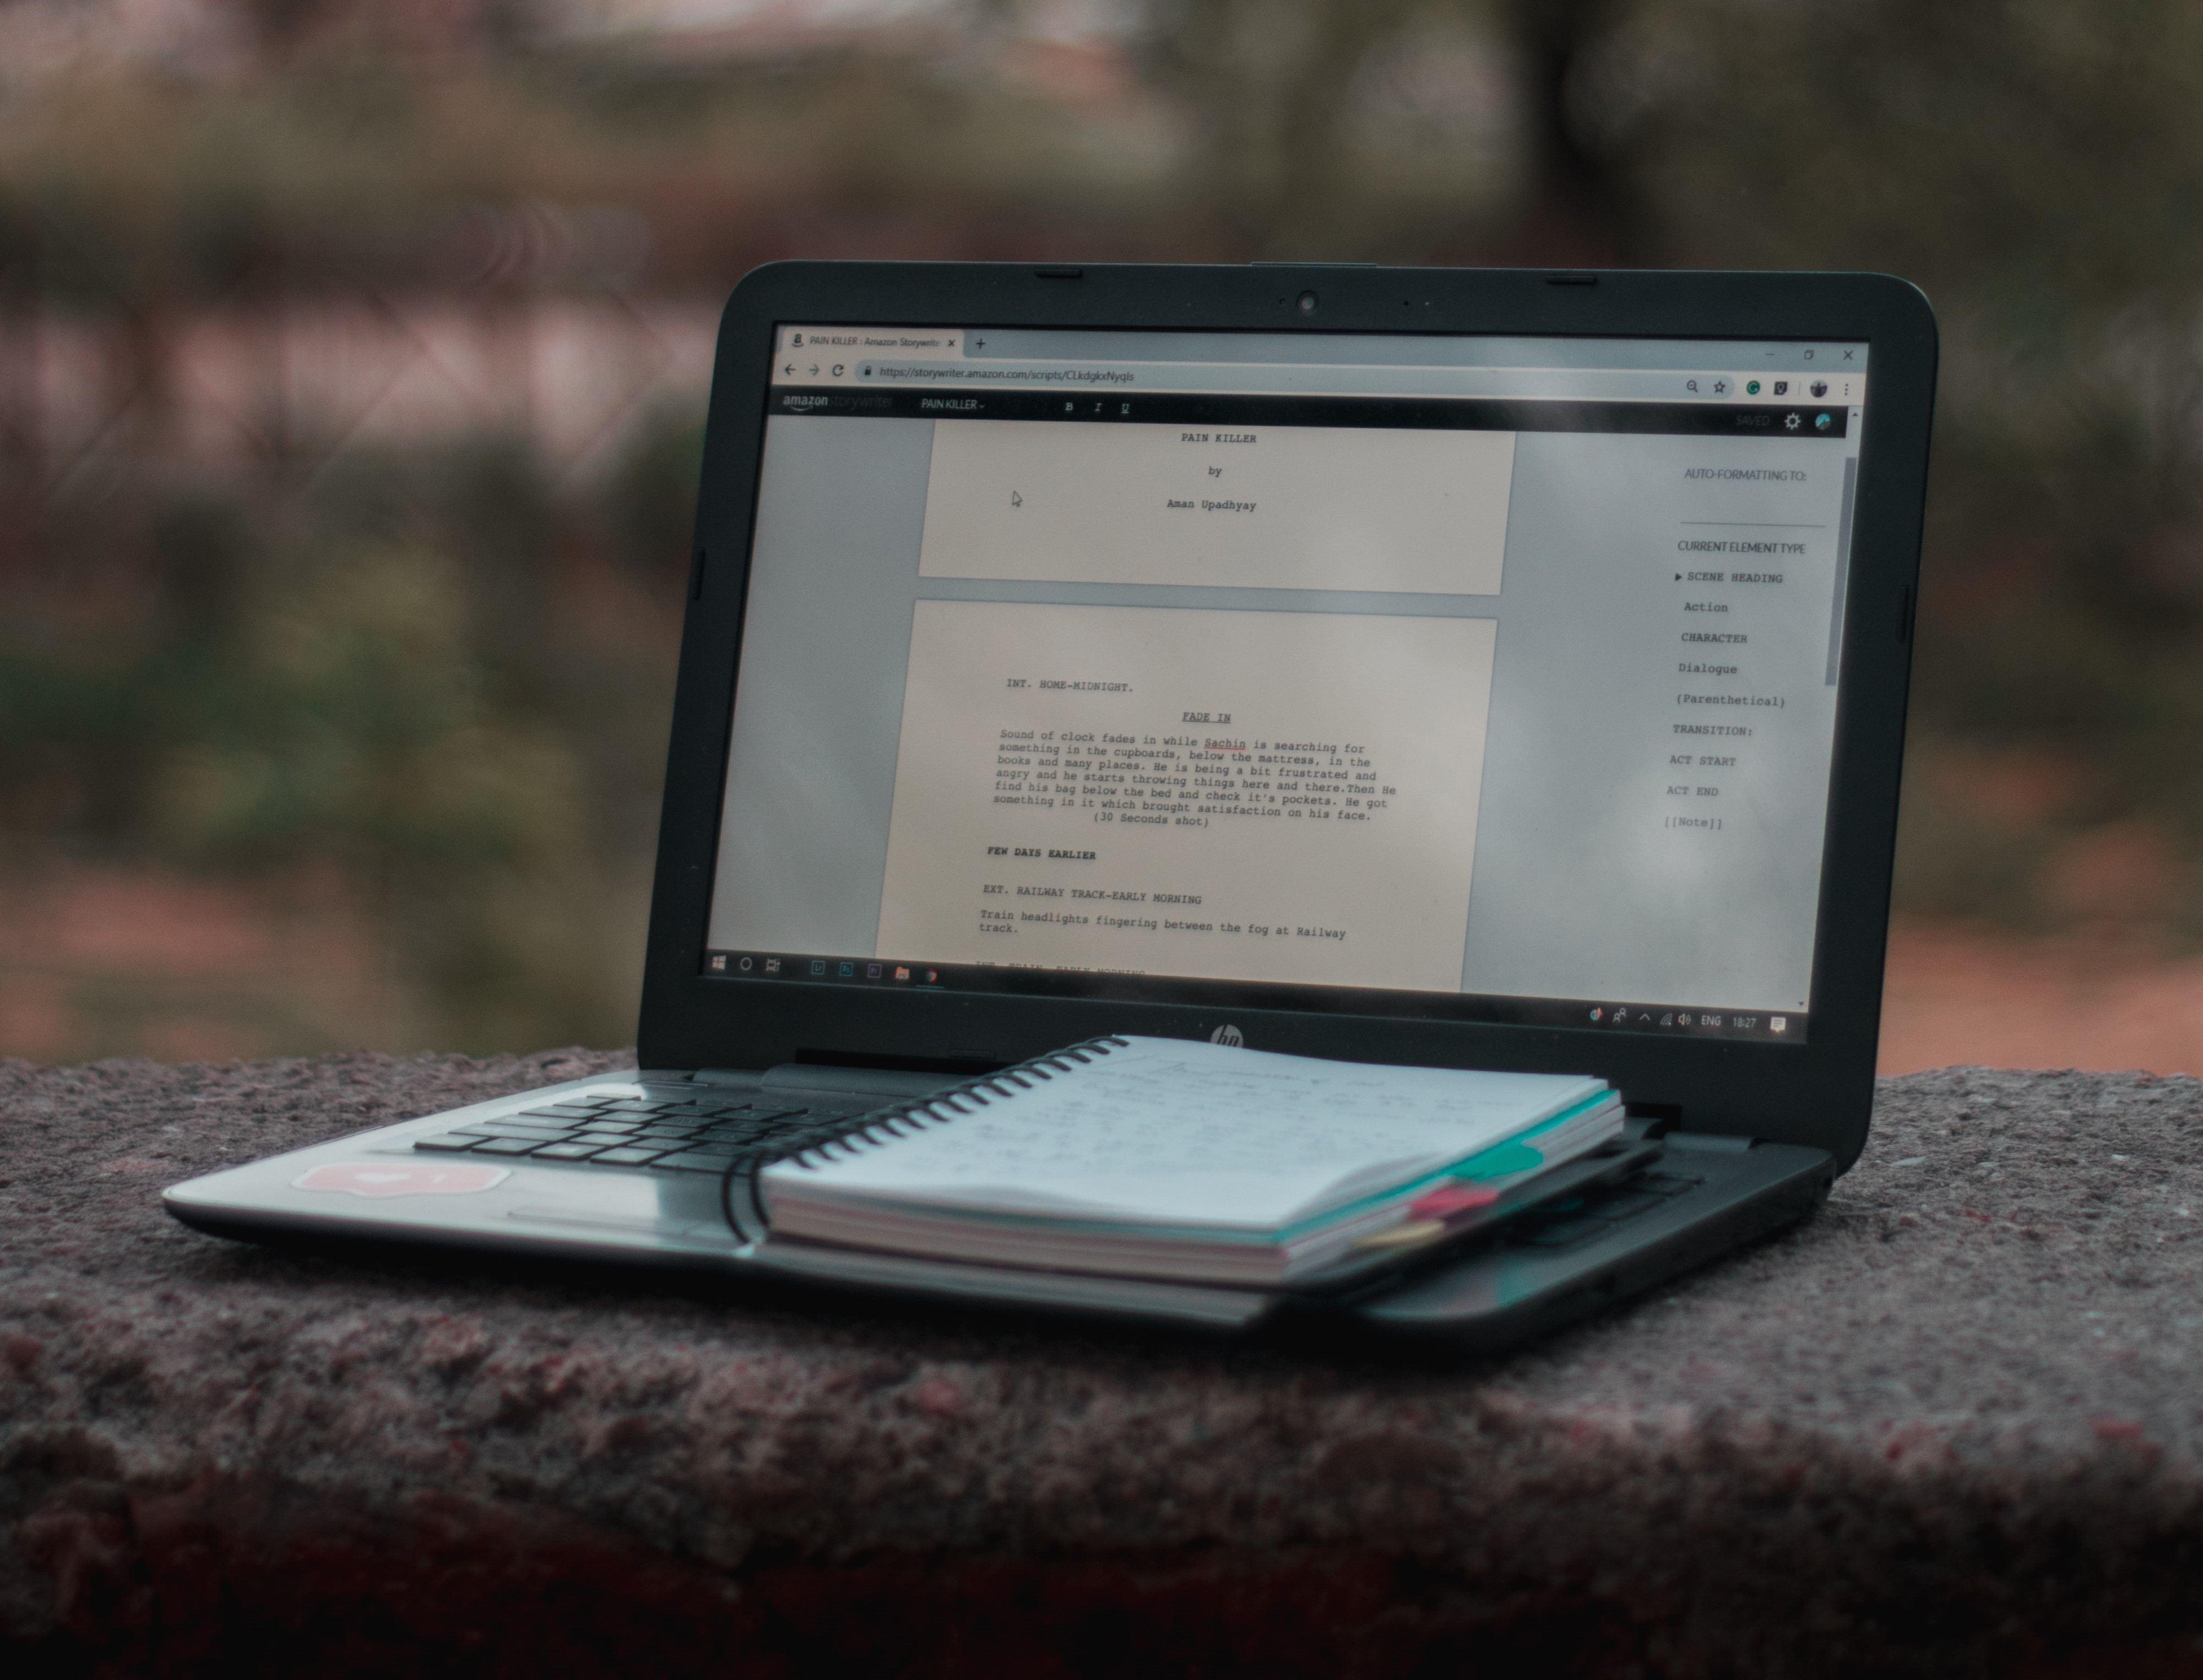 PAIN KILLER : Amazon Storywrite
https://storywriter.amazon.com/scripts/CLkdgkxNyqIs
amazon storywriter PAIN KILLER B I U SAVED
PAIN KILLER
by
Aman Upadhyay
INT. HOME-MIDNIGHT.
FADE IN
Sound of clock fades in while Sachin is searching for
something in the cupboards, below the mattress, in the
books and many places. He is being a bit frustrated and
angry and he starts throwing things here and there.Then He
find his bag below the bed and check it's pockets. He got
something in it which brought satisfaction on his face.
(30 Seconds shot)
FEW DAYS EARLIER
EXT. RAILWAY TRACK-EARLY MORNING
Train headlights fingering between the fog at Railway
track.
INT. TRAIN- EARLY MORNING
AUTO-FORMATTING TO:
CURRENT ELEMENT TYPE
SCENE HEADING
Action
CHARACTER
Dialogue
(Parenthetical)
TRANSITION:
ACT START
ACT END
[[Note]]
ENG 18:27
hp